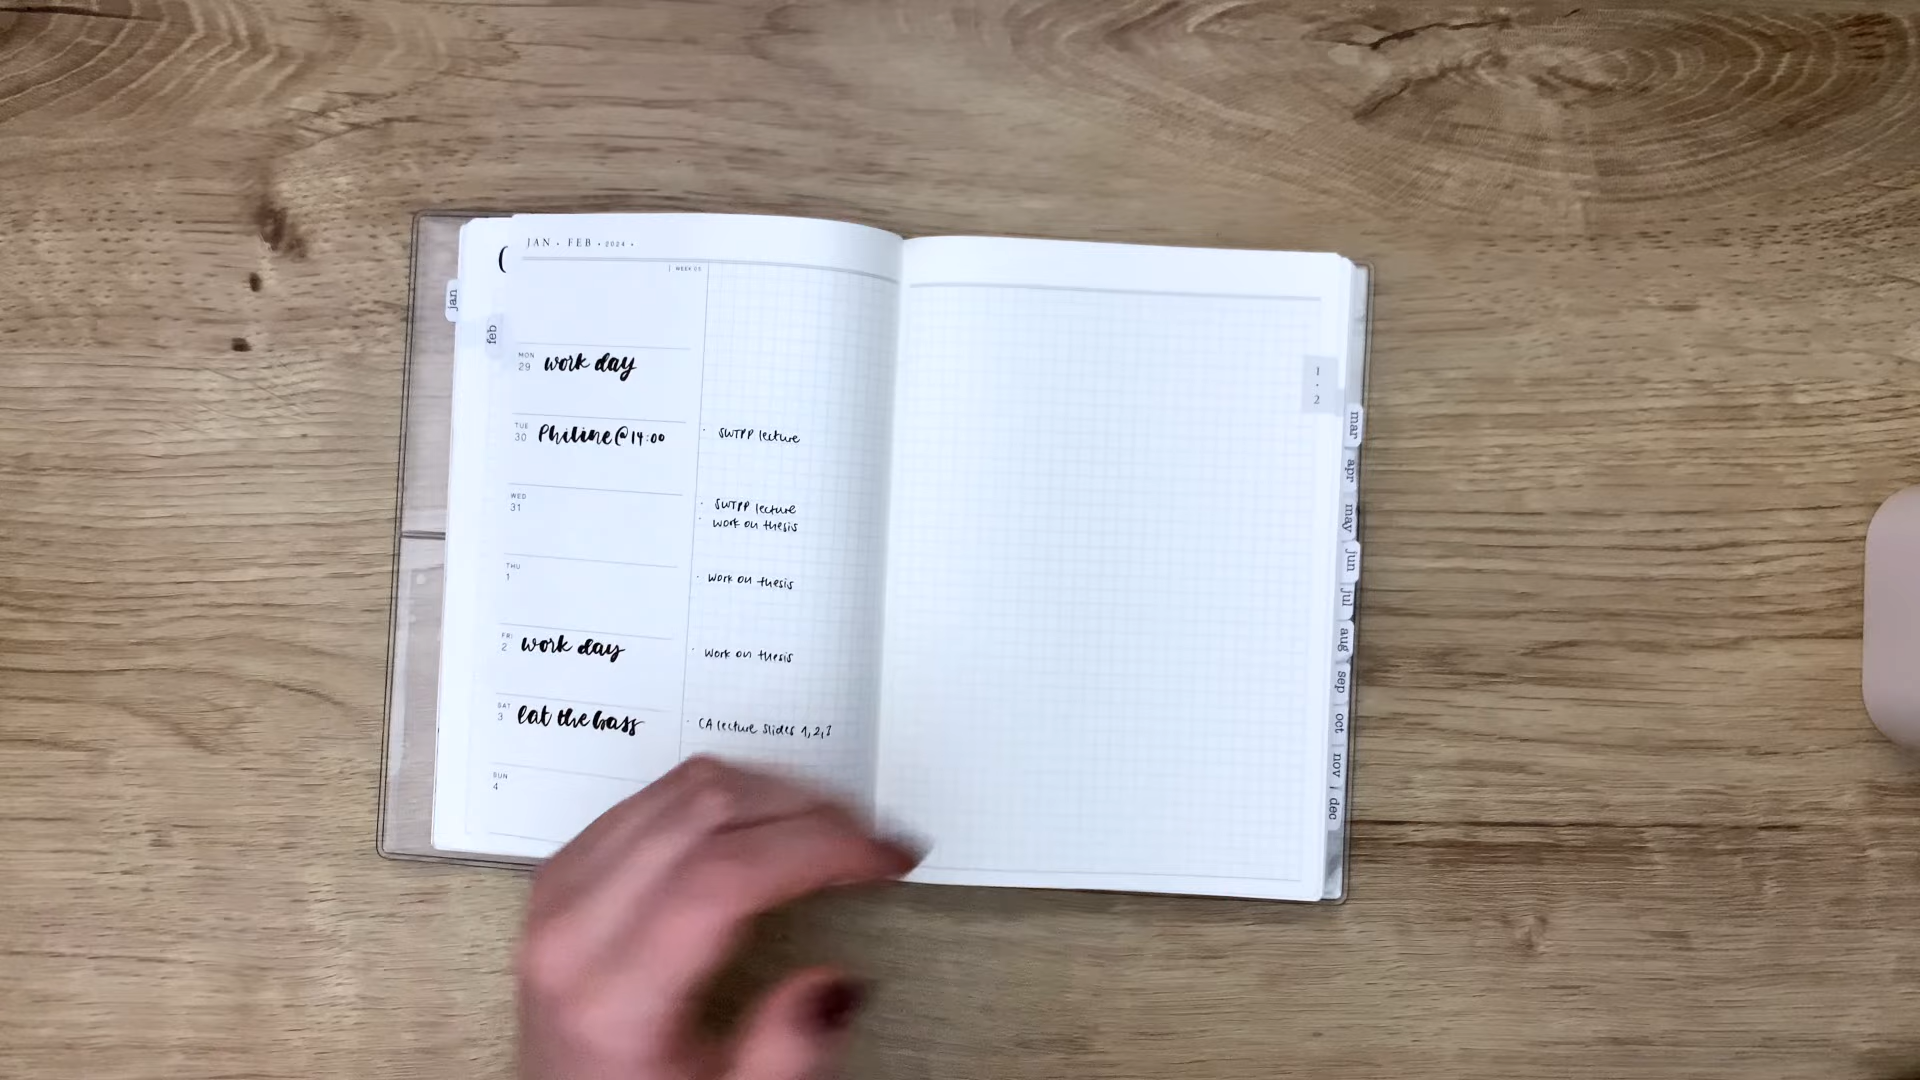 JAN · FEB · 2024 ·
WEEK 05
jan
feb
MON
29
work day
TUE
30
Philine @ 14:00
· SWTPP lecture
WED
31
· SWTPP lecture
· work on thesis
THU
1
· work on thesis
FRI
2
work day
· work on thesis
SAT
3
eat the bass
· CA lecture slides 1,2,3
SUN
4
1
·
2
mar
apr
may
jun
jul
aug
sep
oct
nov
dec